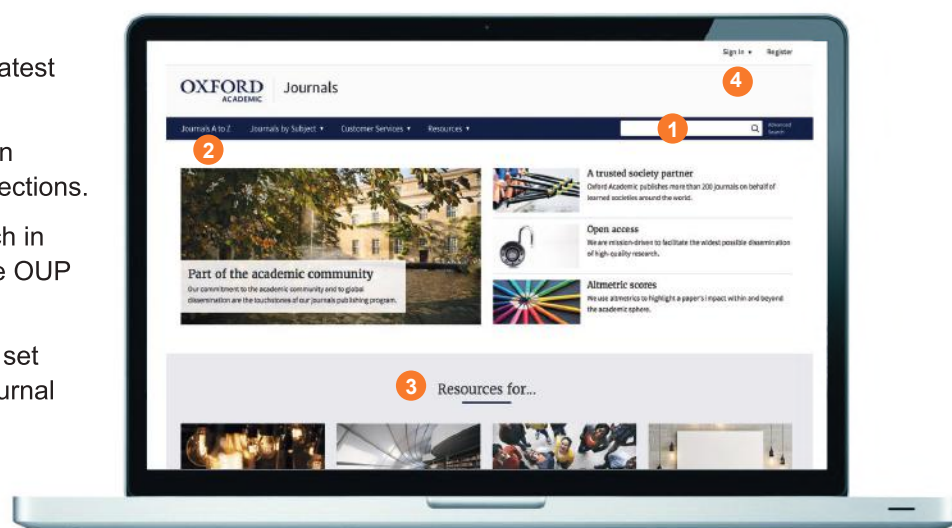 atest
n
ections.
ch in
e OUP
set
urnal
Sign In Register
4
OXFORD
ACADEMIC
Journals
Journals A to Z Journals by Subject Customer Services Resources
1
Advanced
Search
2
Part of the academic community
Our commitment to the academic community and to global
dissemination are the touchstones of our journals publishing program.
A trusted society partner
Oxford Academic publishes more than 200 journals on behalf of
learned societies around the world.
Open access
We are mission-driven to facilitate the widest possible dissemination
of high-quality research.
Altmetric scores
We use altmetrics to highlight a paper's impact within and beyond
the academic sphere.
3 Resources for...